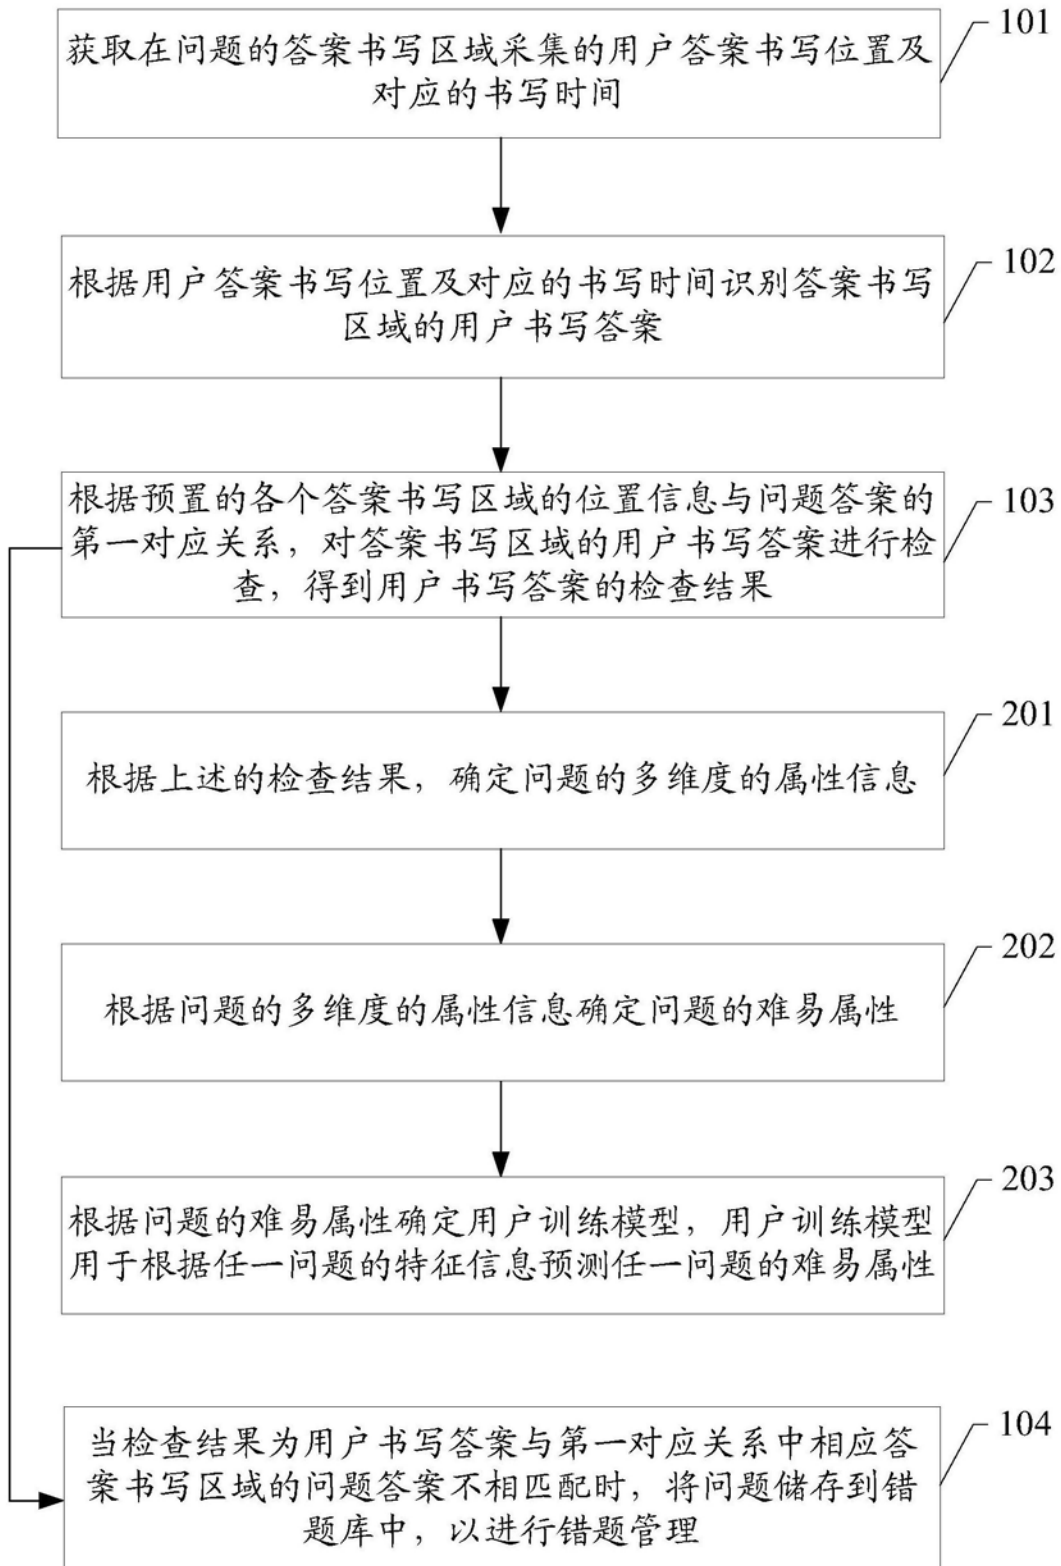 获取在问题的答案书写区域采集的用户答案书写位置及
对应的书写时间
101
根据用户答案书写位置及对应的书写时间识别答案书写
区域的用户书写答案
102
根据预置的各个答案书写区域的位置信息与问题答案的
第一对应关系，对答案书写区域的用户书写答案进行检
查，得到用户书写答案的检查结果
103
根据上述的检查结果，确定问题的多维度的属性信息
201
根据问题的多维度的属性信息确定问题的难易属性
202
根据问题的难易属性确定用户训练模型，用户训练模型
用于根据任一问题的特征信息预测任一问题的难易属性
203
当检查结果为用户书写答案与第一对应关系中相应答
案书写区域的问题答案不相匹配时，将问题储存到错
题库中，以进行错题管理
104